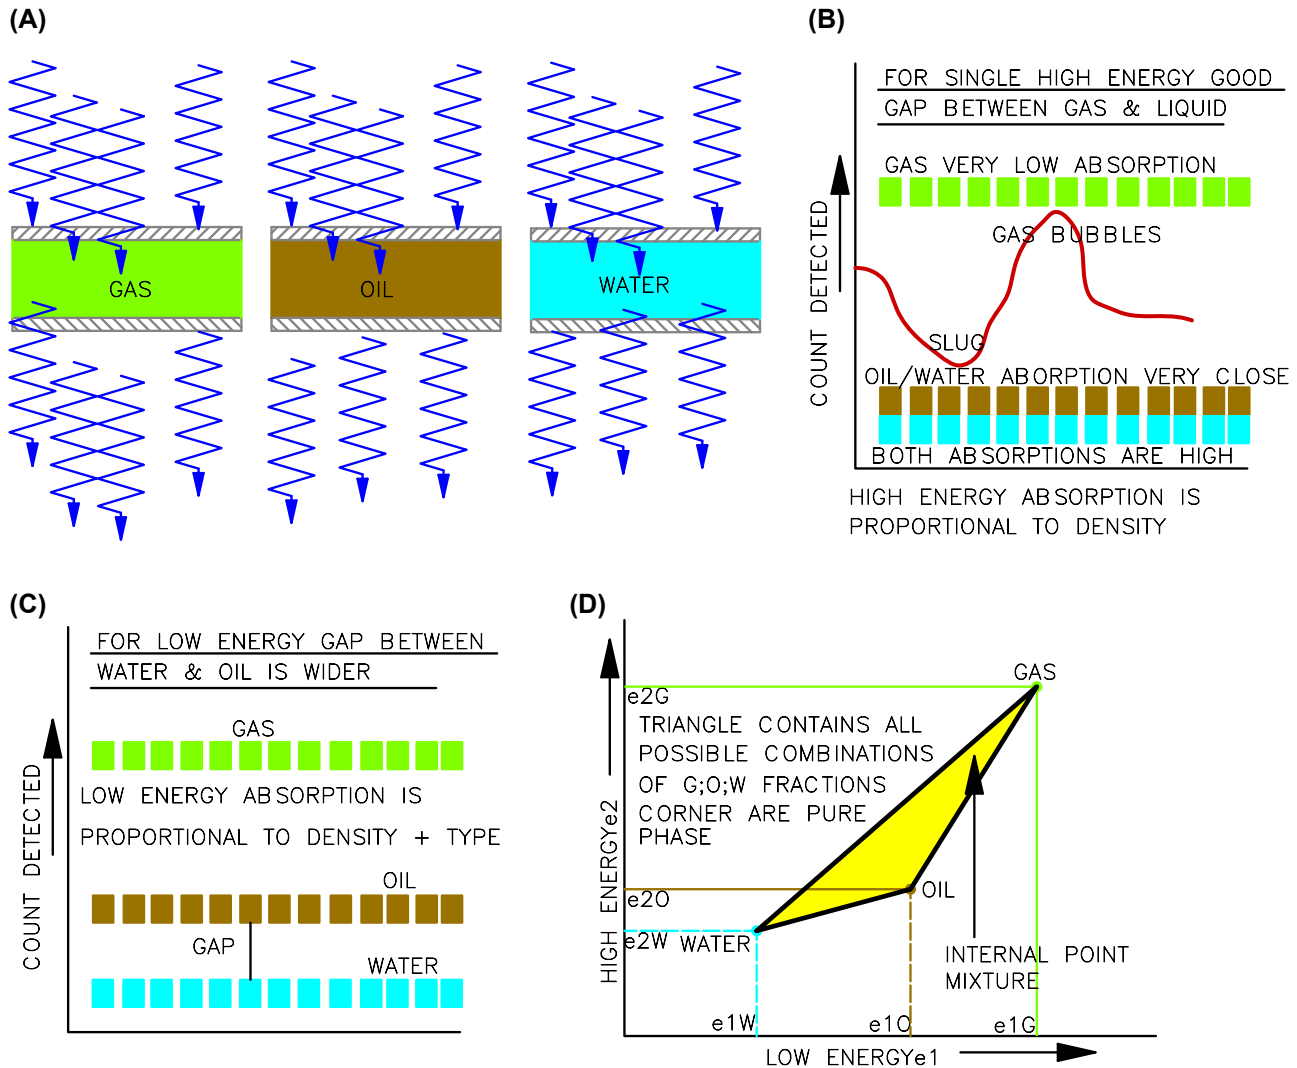 (A)
GAS
OIL
WATER
(B)
FOR SINGLE HIGH ENERGY GOOD
GAP BETWEEN GAS & LIQUID
GAS VERY LOW ABSORPTION
GAS BUBBLES
COUNT DETECTED
SLUG
OIL/WATER ABORPTION VERY CLOSE
BOTH ABSORPTIONS ARE HIGH
HIGH ENERGY ABSORPTION IS
PROPORTIONAL TO DENSITY
(C)
FOR LOW ENERGY GAP BETWEEN
WATER & OIL IS WIDER
GAS
LOW ENERGY ABSORPTION IS
PROPORTIONAL TO DENSITY + TYPE
COUNT DETECTED
OIL
GAP
WATER
(D)
GAS
e2G
TRIANGLE CONTAINS ALL
POSSIBLE COMBINATIONS
OF G;O;W FRACTIONS
CORNER ARE PURE
PHASE
HIGH ENERGYe2
e2O
OIL
e2W
WATER
INTERNAL POINT
MIXTURE
e1W
e1O
e1G
LOW ENERGYe1